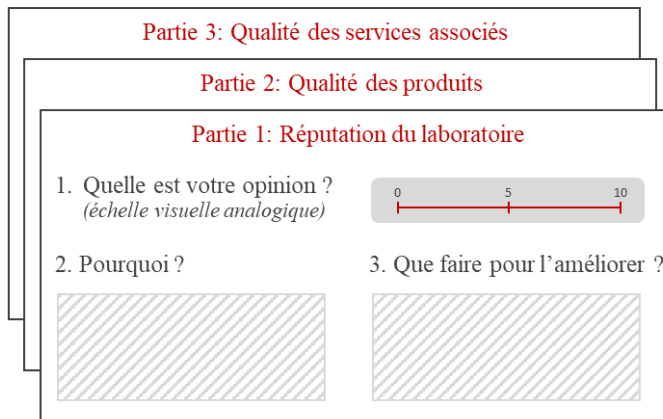 Partie 3: Qualité des services associés
Partie 2: Qualité des produits
Partie 1: Réputation du laboratoire
1. Quelle est votre opinion ?
(échelle visuelle analogique)
0 5 10
2. Pourquoi ?
3. Que faire pour l’améliorer ?